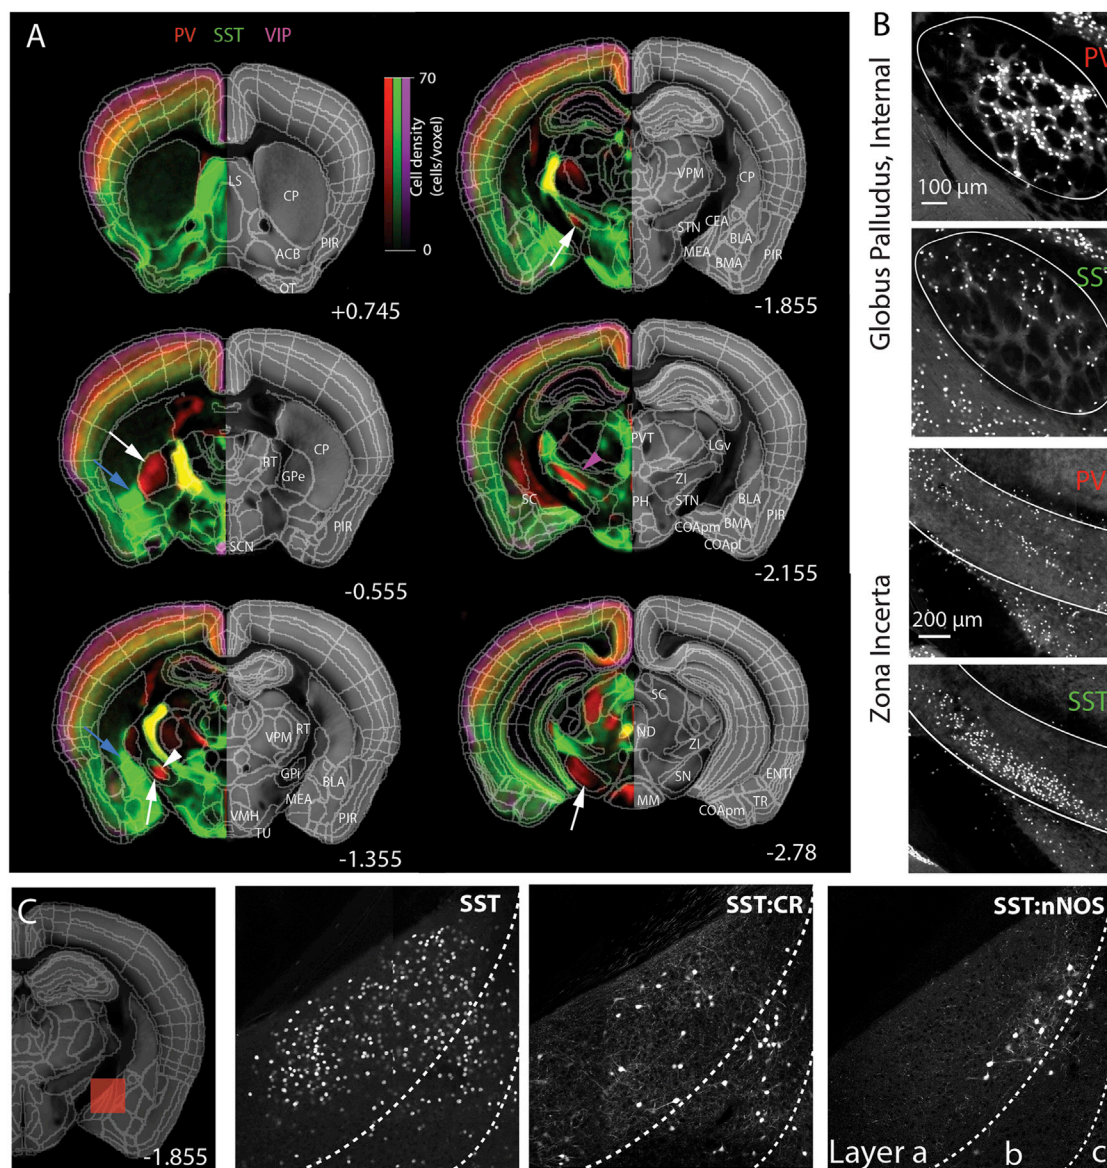 A
PV SST VIP
70
Cell density
(cells/voxel)
0
LS
CP
ACB
PIR
OT
+0.745
VPM
CP
STN
CEA
MEA
BLA
BMA
PIR
-1.855
RT
CP
GPe
PIR
SCN
-0.555
PVT
LGv
ZI
SC
STN
PH
BLA
COApm
BMA
PIR
COApl
-2.155
RT
VPM
GPi
BLA
MEA
VMH
PIR
TU
-1.355
SC
ND
ZI
SN
ENTl
MM
COApm
TR
-2.78
B
Globus Palludus, Internal
PV
100 µm
SST
Zona Incerta
PV
200 µm
SST
C
-1.855
SST
SST:CR
SST:nNOS
Layer a b c